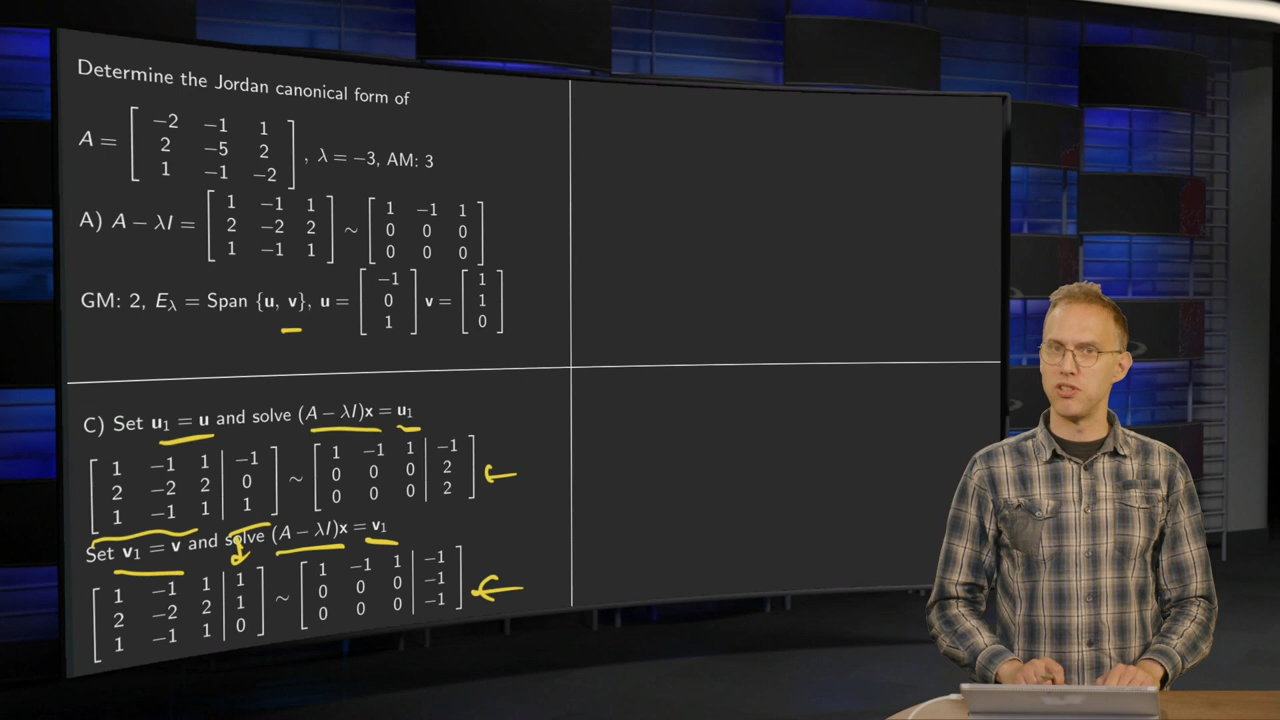 Determine the Jordan canonical form of
A = [ −2 −1 1 ; 2 −5 2 ; 1 −1 −2 ] , λ = −3, AM: 3
A) A − λI = [ 1 −1 1 ; 2 −2 2 ; 1 −1 1 ] ~ [ 1 −1 1 ; 0 0 0 ; 0 0 0 ]
GM: 2, Eλ = Span {u, v}, u = [ −1 ; 0 ; 1 ] v = [ 1 ; 1 ; 0 ]
C) Set u₁ = u and solve (A − λI)x = u₁
[ 1 −1 1 | −1 ; 2 −2 2 | 0 ; 1 −1 1 | 1 ] ~ [ 1 −1 1 | −1 ; 0 0 0 | 2 ; 0 0 0 | 2 ]
Set v₁ = v and solve (A − λI)x = v₁
[ 1 −1 1 | 1 ; 2 −2 2 | 1 ; 1 −1 1 | 0 ] ~ [ 1 −1 1 | −1 ; 0 0 0 | −1 ; 0 0 0 | −1 ]